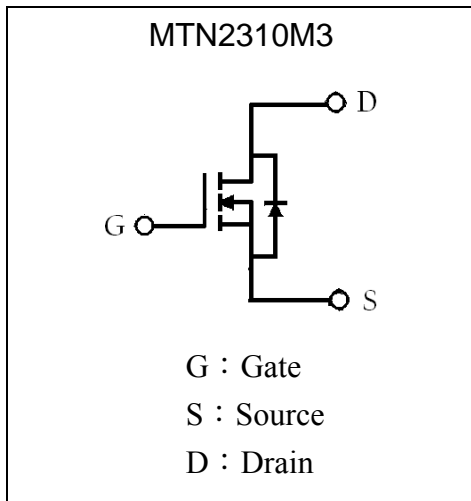 MTN2310M3
D
G
S
G：Gate
S：Source
D：Drain